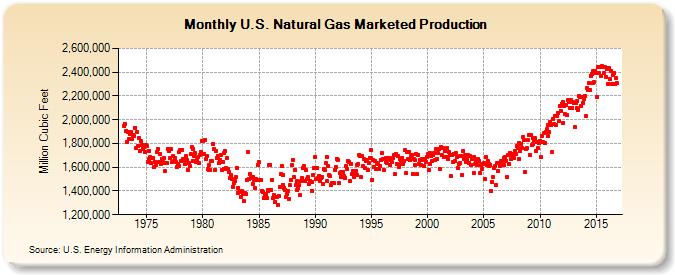 Monthly U.S. Natural Gas Marketed Production
Million Cubic Feet
2,600,000
2,400,000
2,200,000
2,000,000
1,800,000
1,600,000
1,400,000
1,200,000
1975 1980 1985 1990 1995 2000 2005 2010 2015
Source: U.S. Energy Information Administration